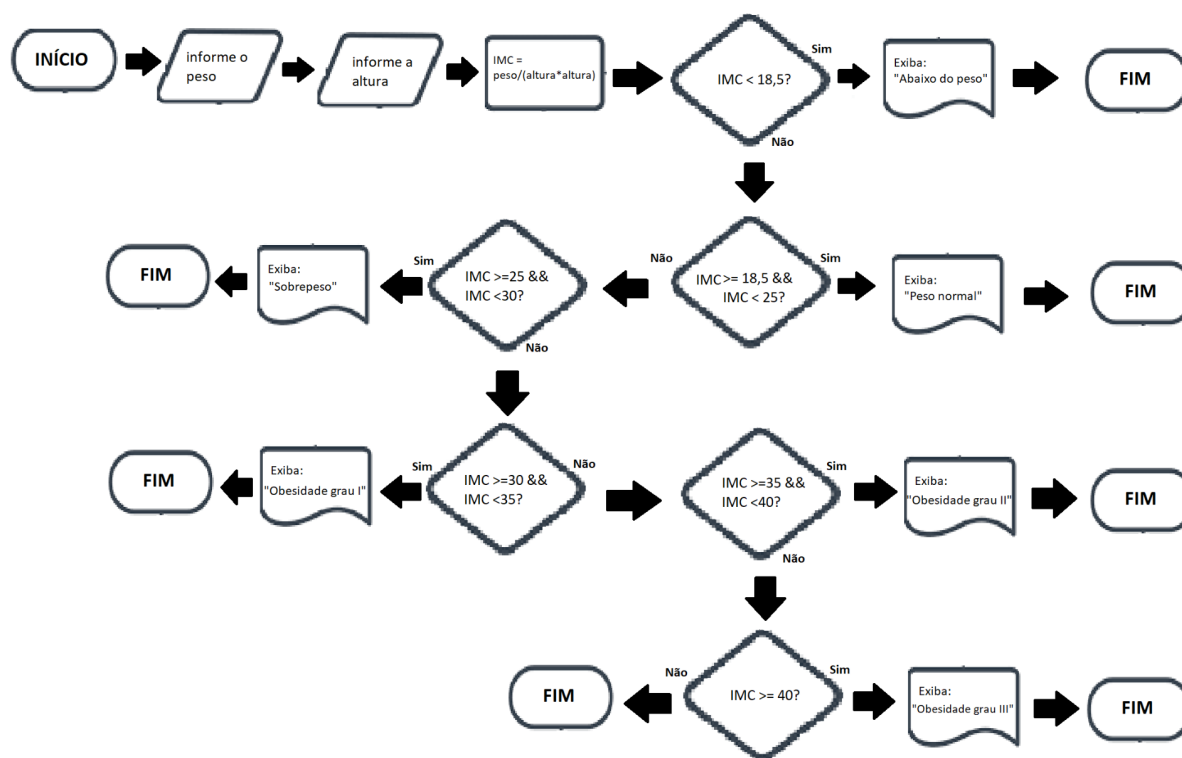 INÍCIO
informe o
peso
informe a
altura
IMC =
peso/(altura*altura)
IMC < 18,5?
Sim
Não
Exiba:
"Abaixo do peso"
FIM
IMC>= 18,5 &&
IMC < 25?
Sim
Não
Exiba:
"Peso normal"
FIM
IMC >=25 &&
IMC <30?
Sim
Não
Exiba:
"Sobrepeso"
FIM
IMC >=30 &&
IMC <35?
Sim
Não
Exiba:
"Obesidade grau I"
FIM
IMC >=35 &&
IMC <40?
Sim
Não
Exiba:
"Obesidade grau II"
FIM
IMC >= 40?
Sim
Não
Exiba:
"Obesidade grau III"
FIM
FIM